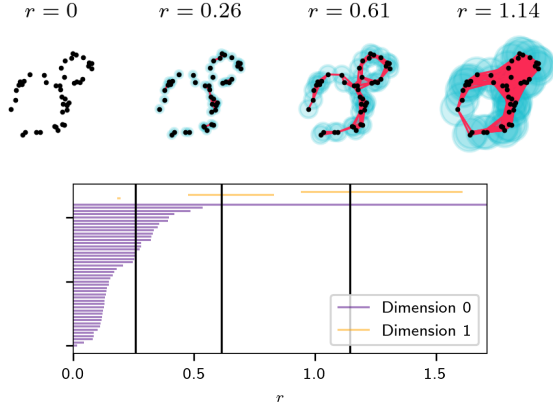 r = 0
r = 0.26
r = 0.61
r = 1.14
Dimension 0
Dimension 1
0.0
0.5
1.0
1.5
r